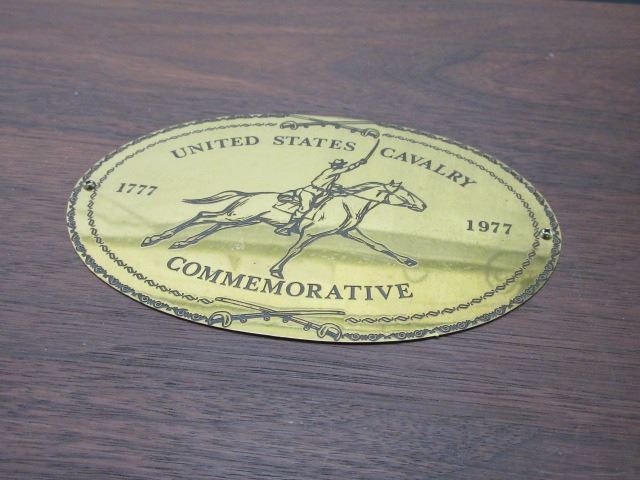 UNITED STATES CAVALRY
1777
1977
COMMEMORATIVE